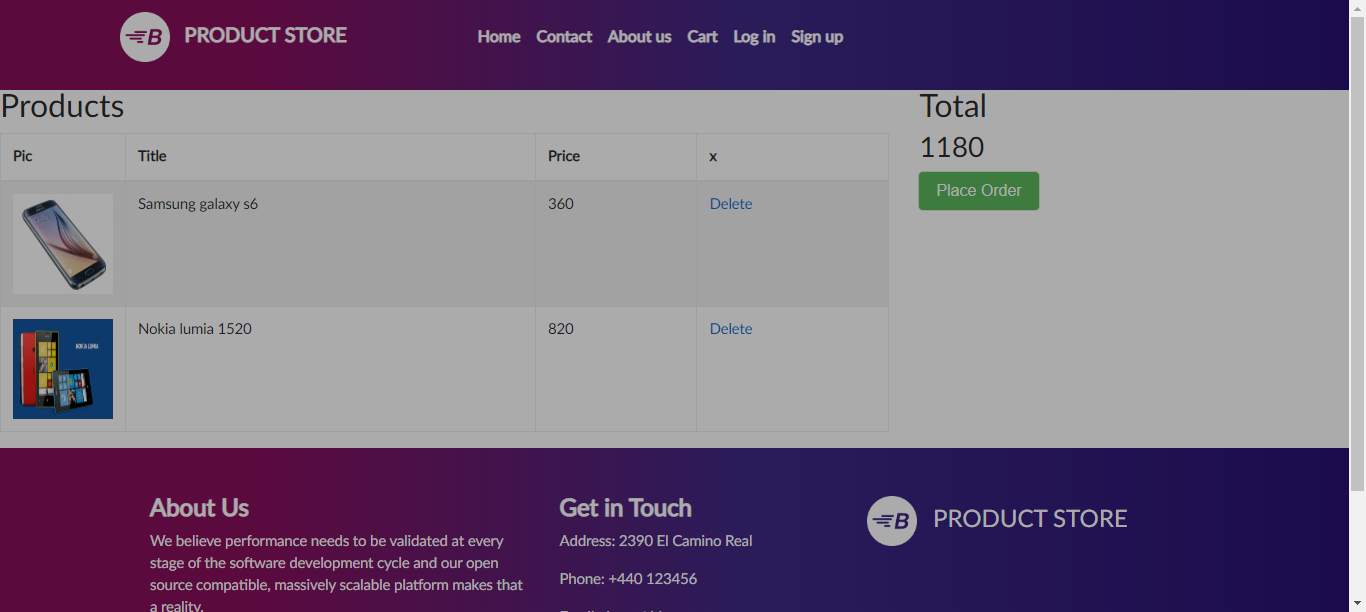 B PRODUCT STORE
Home Contact About us Cart Log in Sign up
Products
Pic Title Price x
Samsung galaxy s6 360 Delete
NOKIA LUMIA
Nokia lumia 1520 820 Delete
Total
1180
Place Order
About Us
We believe performance needs to be validated at every
stage of the software development cycle and our open
source compatible, massively scalable platform makes that
a reality.
Get in Touch
Address: 2390 El Camino Real
Phone: +440 123456
B PRODUCT STORE